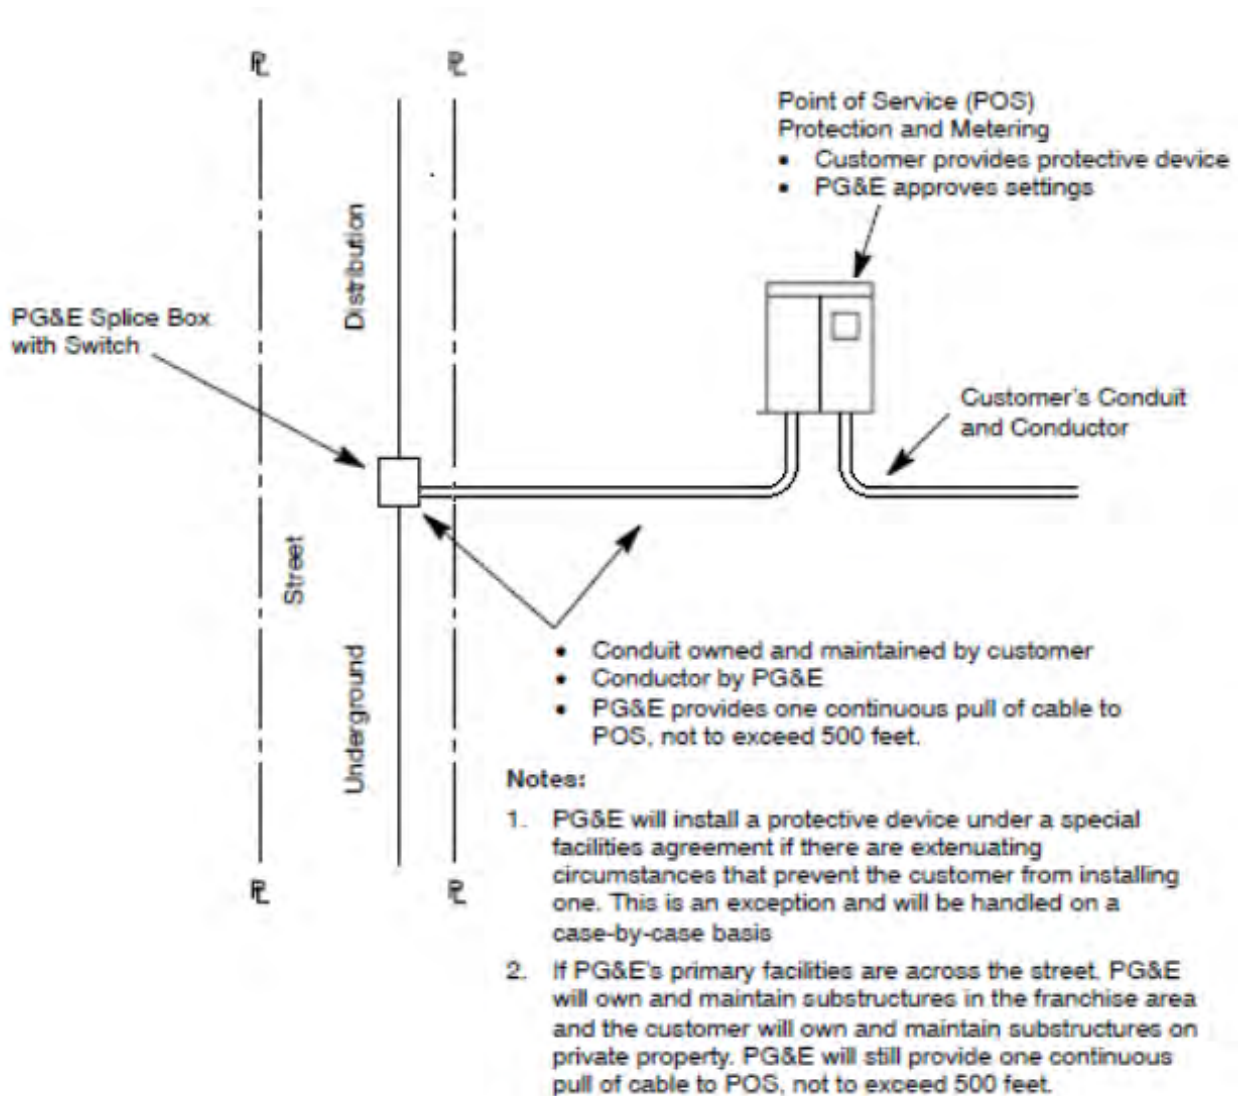 PL
PL
Point of Service (POS)
Protection and Metering
• Customer provides protective device
• PG&E approves settings
Distribution
PG&E Splice Box
with Switch
Customer's Conduit
and Conductor
Street
Underground
• Conduit owned and maintained by customer
• Conductor by PG&E
• PG&E provides one continuous pull of cable to
POS, not to exceed 500 feet.
Notes:
1. PG&E will install a protective device under a special
facilities agreement if there are extenuating
circumstances that prevent the customer from installing
one. This is an exception and will be handled on a
case-by-case basis
PL
PL
2. If PG&E's primary facilities are across the street. PG&E
will own and maintain substructures in the franchise area
and the customer will own and maintain substructures on
private property. PG&E will still provide one continuous
pull of cable to POS, not to exceed 500 feet.